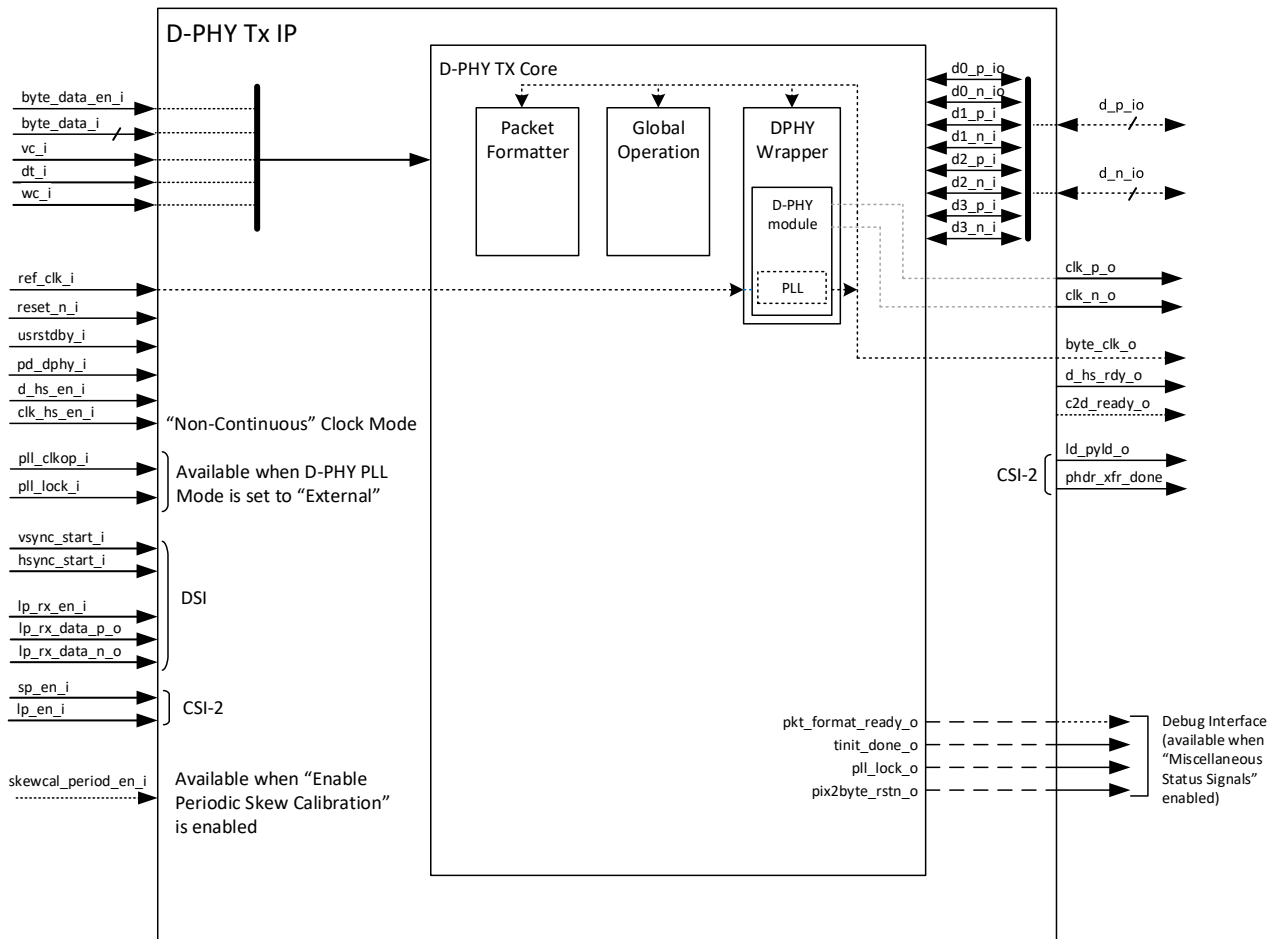 D-PHY Tx IP
byte_data_en_i
byte_data_i
vc_i
dt_i
wc_i
ref_clk_i
reset_n_i
usrstdby_i
pd_dphy_i
d_hs_en_i
clk_hs_en_i
“Non-Continuous” Clock Mode
pll_clkop_i
pll_lock_i
Available when D-PHY PLL
Mode is set to “External”
vsync_start_i
hsync_start_i
lp_rx_en_i
lp_rx_data_p_o
lp_rx_data_n_o
DSI
sp_en_i
lp_en_i
CSI-2
skewcal_period_en_i
Available when “Enable
Periodic Skew Calibration”
is enabled
D-PHY TX Core
Packet
Formatter
Global
Operation
DPHY
Wrapper
D-PHY
module
PLL
d0_p_io
d0_n_io
d1_p_i
d1_n_i
d2_p_i
d2_n_i
d3_p_i
d3_n_i
d_p_io
d_n_io
clk_p_o
clk_n_o
byte_clk_o
d_hs_rdy_o
c2d_ready_o
CSI-2
ld_pyld_o
phdr_xfr_done
pkt_format_ready_o
tinit_done_o
pll_lock_o
pix2byte_rstn_o
Debug Interface
(available when
“Miscellaneous
Status Signals”
enabled)